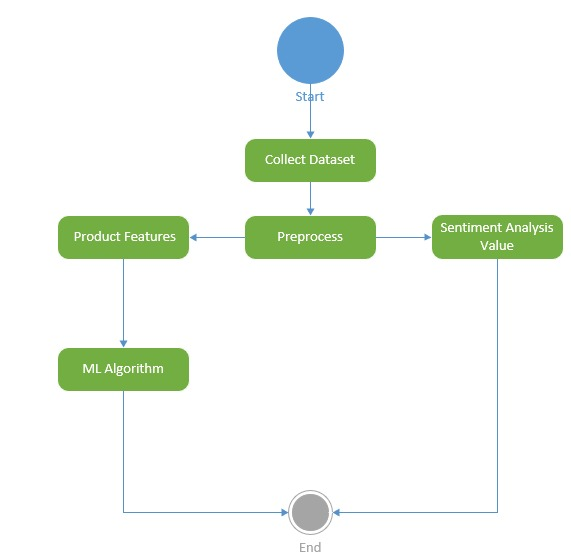 Start
Collect Dataset
Product Features
Preprocess
Sentiment Analysis
Value
ML Algorithm
End